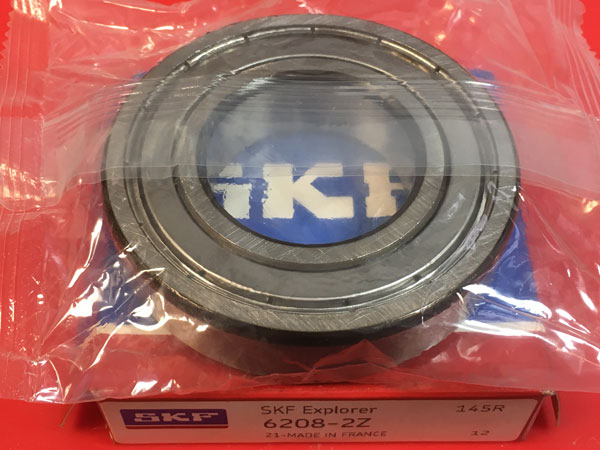 SKF
SKF
SKF Explorer
145R
6208-2Z
21-MADE IN FRANCE
12